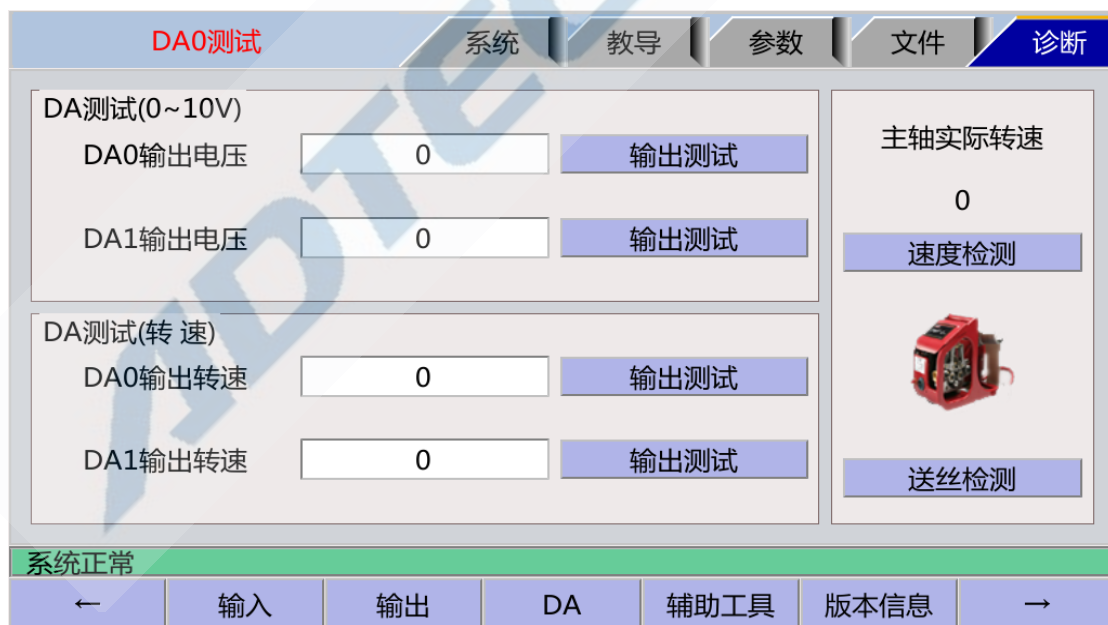 DA0测试 系统 教导 参数 文件 诊断
DA测试(0~10V)
DA0输出电压 0 输出测试
DA1输出电压 0 输出测试
DA测试(转 速)
DA0输出转速 0 输出测试
DA1输出转速 0 输出测试
主轴实际转速
0
速度检测
送丝检测
系统正常
← 输入 输出 DA 辅助工具 版本信息 →
ADTEC